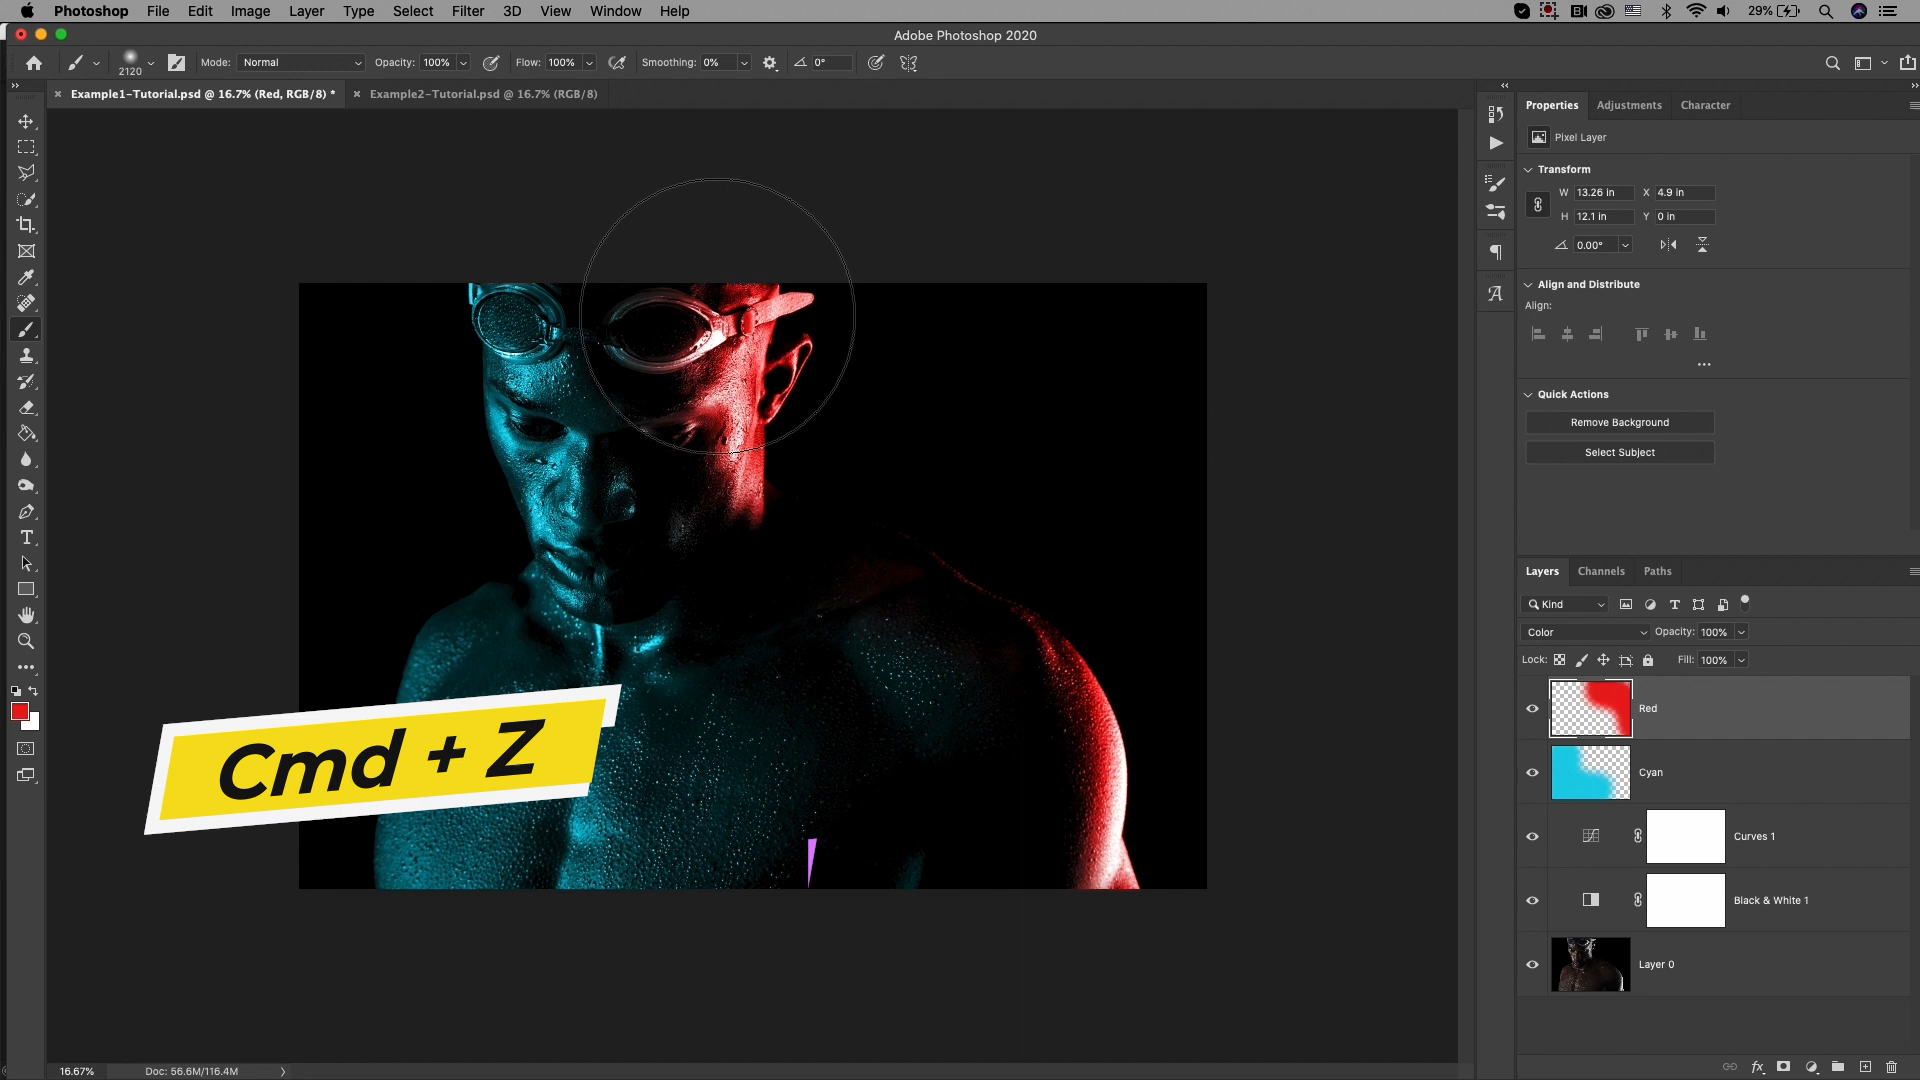 Photoshop File Edit Image Layer Type Select Filter 3D View Window Help 29%
Adobe Photoshop 2020
2120 Mode: Normal Opacity: 100% Flow: 100% Smoothing: 0% 0°
Example1-Tutorial.psd @ 16.7% (Red, RGB/8) * Example2-Tutorial.psd @ 16.7% (RGB/8)
Properties Adjustments Character
Pixel Layer
Transform
W 13.26 in X 4.9 in
H 12.1 in Y 0 in
0.00°
Align and Distribute
Align:
Quick Actions
Remove Background
Select Subject
Layers Channels Paths
Kind
Color Opacity: 100%
Lock: Fill: 100%
Red
Cyan
Curves 1
Black & White 1
Layer 0
Cmd + Z
16.67% Doc: 56.6M/116.4M